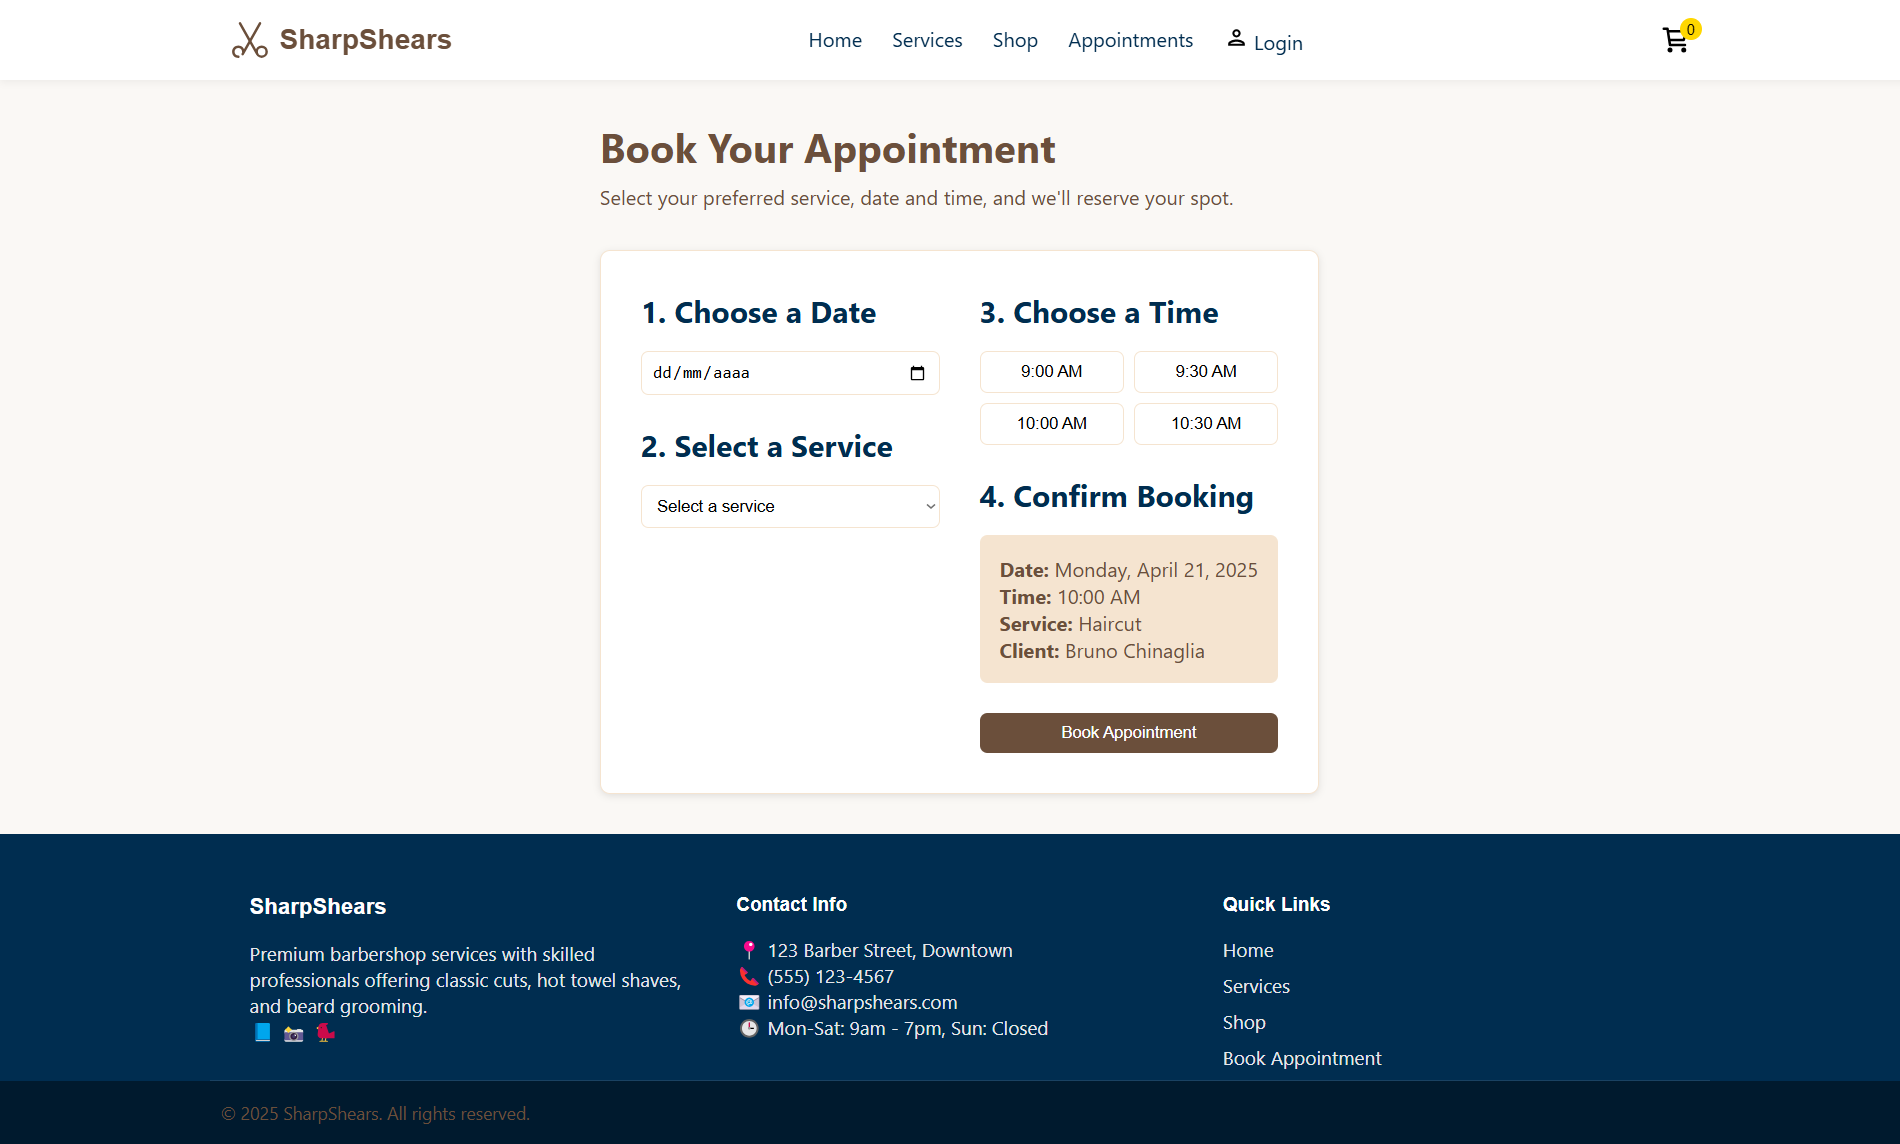 SharpShears
Home
Services
Shop
Appointments
Login
0
Book Your Appointment
Select your preferred service, date and time, and we'll reserve your spot.
1. Choose a Date
dd/mm/aaaa
2. Select a Service
Select a service
3. Choose a Time
9:00 AM
9:30 AM
10:00 AM
10:30 AM
4. Confirm Booking
Date: Monday, April 21, 2025
Time: 10:00 AM
Service: Haircut
Client: Bruno Chinaglia
Book Appointment
SharpShears
Premium barbershop services with skilled
professionals offering classic cuts, hot towel shaves,
and beard grooming.
Contact Info
123 Barber Street, Downtown
(555) 123-4567
info@sharpshears.com
Mon-Sat: 9am - 7pm, Sun: Closed
Quick Links
Home
Services
Shop
Book Appointment
© 2025 SharpShears. All rights reserved.